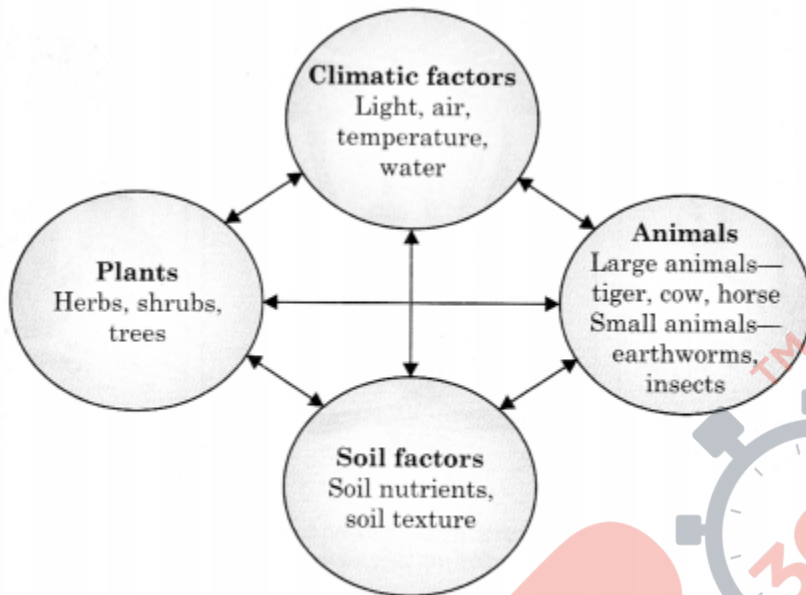 Climatic factors
Light, air,
temperature,
water
Plants
Herbs, shrubs,
trees
Animals
Large animals—
tiger, cow, horse
Small animals—
earthworms,
insects
Soil factors
Soil nutrients,
soil texture
TM